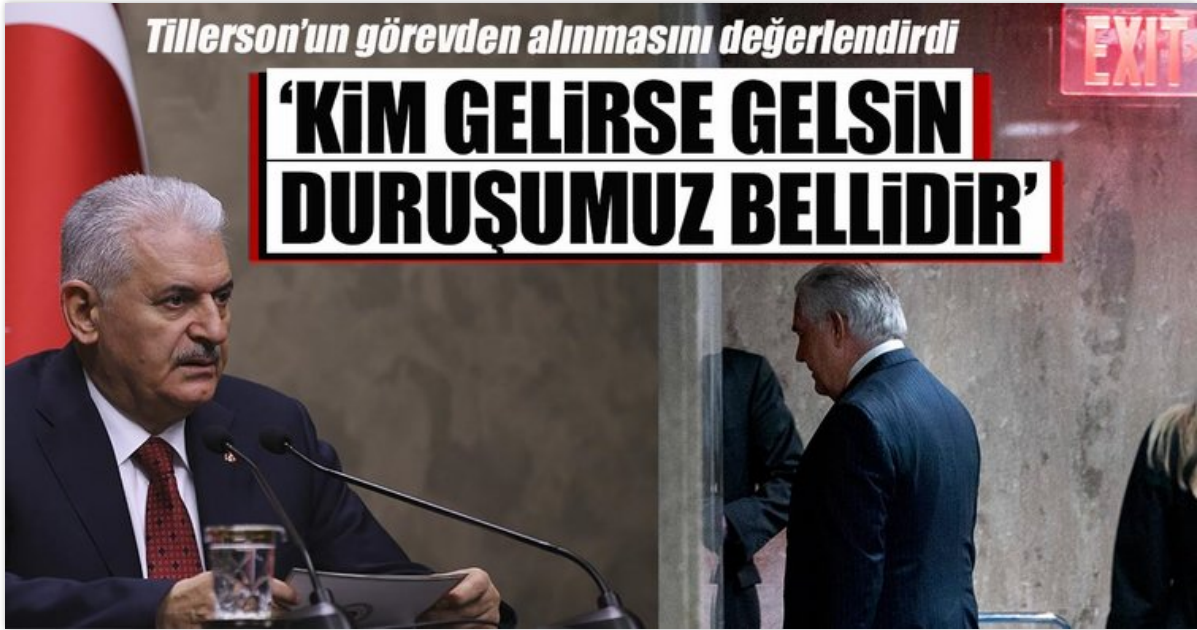 Tillerson'un görevden alınmasını değerlendirdi
EXIT
'KİM GELİRSE GELSİN
DURUŞUMUZ BELLİDİR'